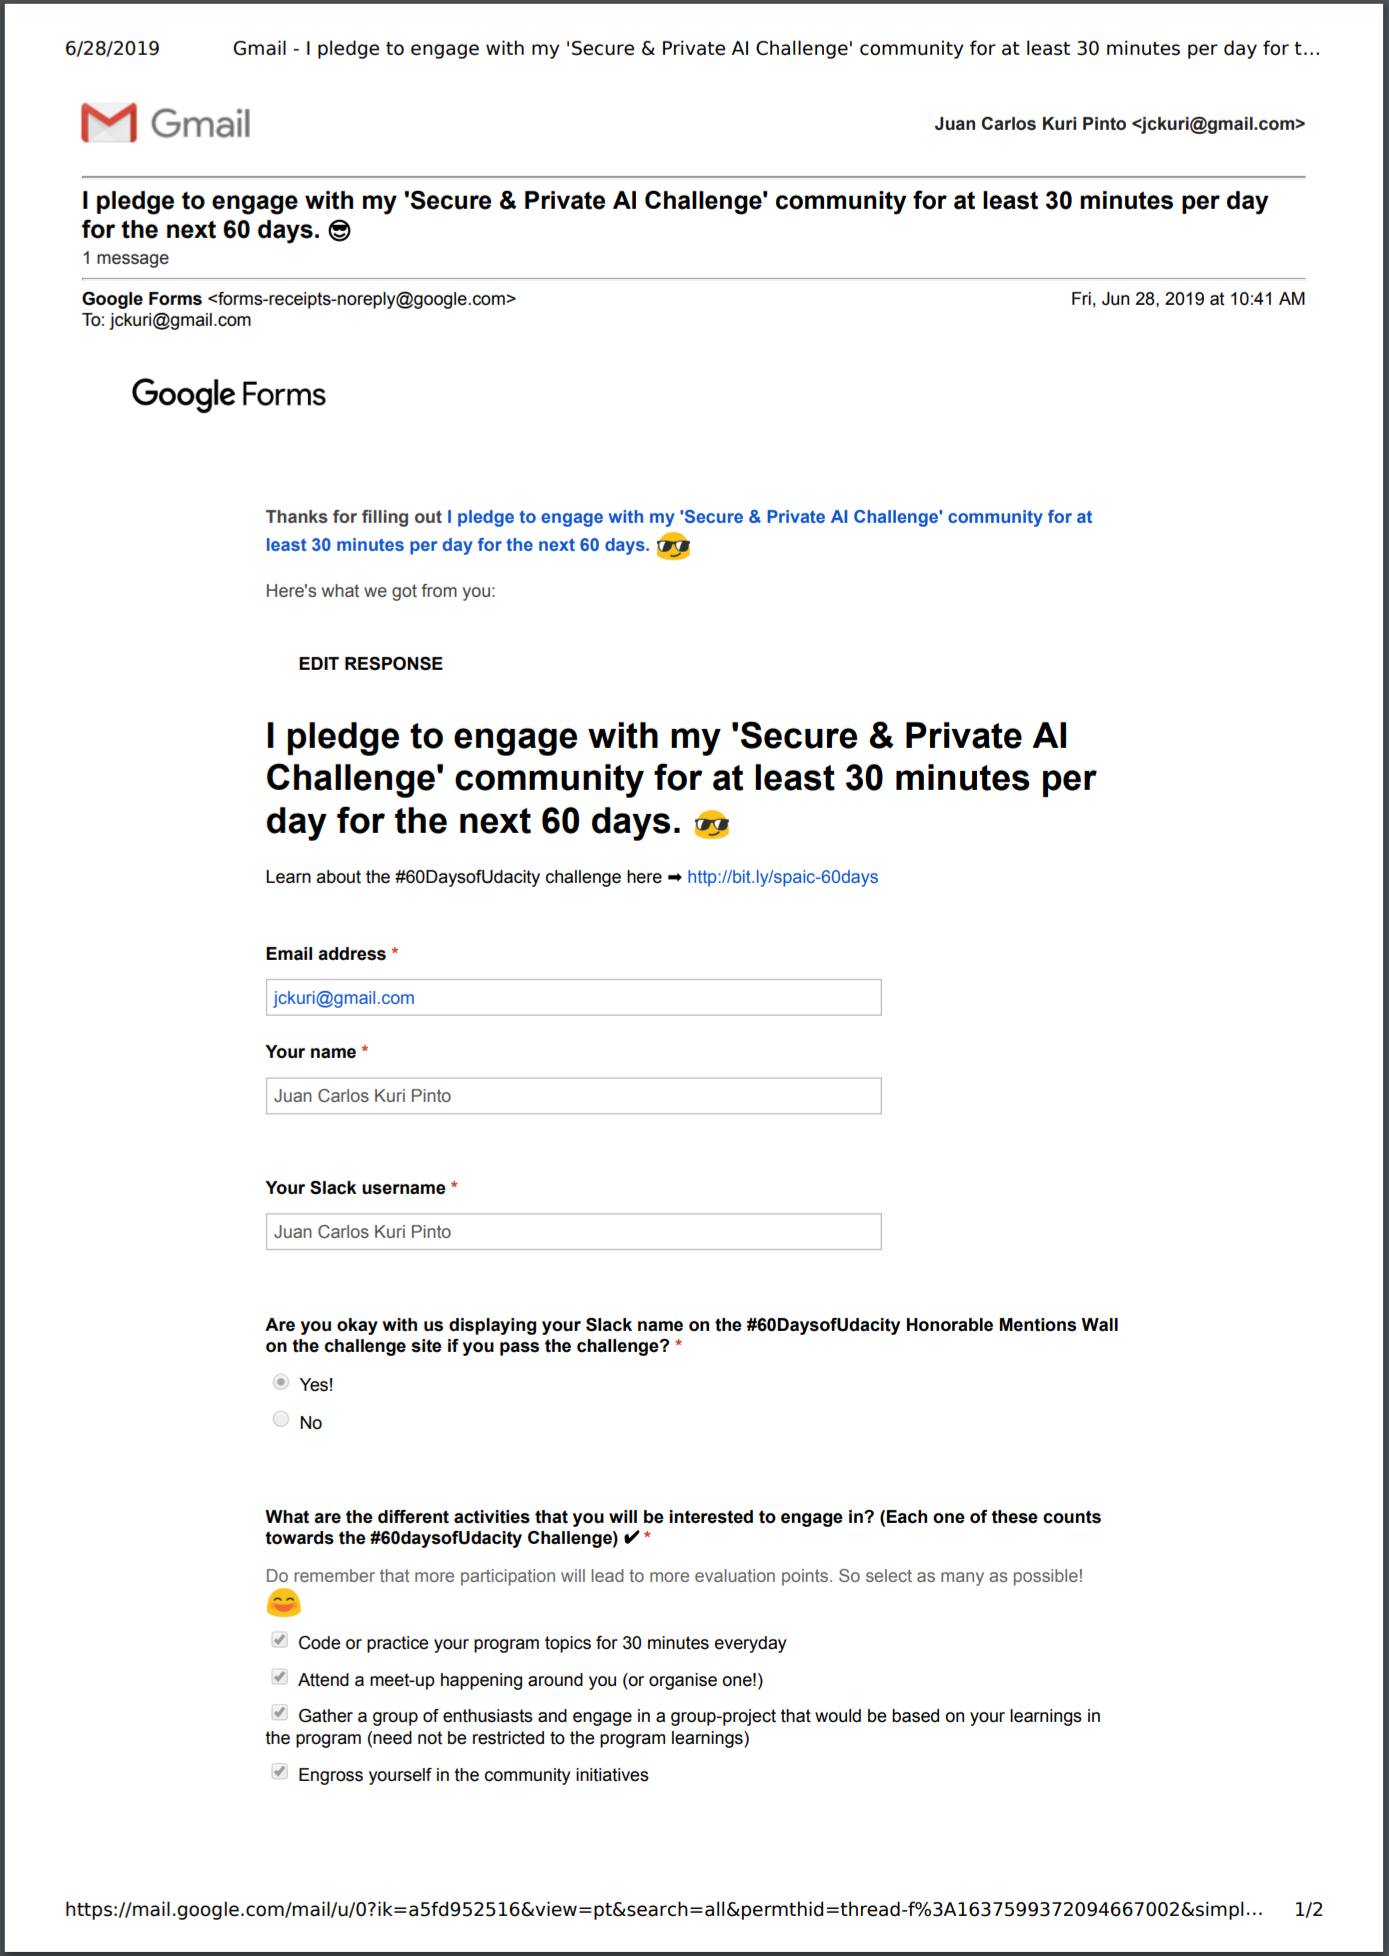 6/28/2019 Gmail - I pledge to engage with my 'Secure & Private AI Challenge' community for at least 30 minutes per day for t…
Gmail
Juan Carlos Kuri Pinto <jckuri@gmail.com>
I pledge to engage with my 'Secure & Private AI Challenge' community for at least 30 minutes per day
for the next 60 days. 😎
1 message
Google Forms <forms-receipts-noreply@google.com> Fri, Jun 28, 2019 at 10:41 AM
To: jckuri@gmail.com
Google Forms
Thanks for filling out I pledge to engage with my 'Secure & Private AI Challenge' community for at
least 30 minutes per day for the next 60 days. 😎
Here's what we got from you:
EDIT RESPONSE
I pledge to engage with my 'Secure & Private AI
Challenge' community for at least 30 minutes per
day for the next 60 days. 😎
Learn about the #60DaysofUdacity challenge here ➡ http://bit.ly/spaic-60days
Email address *
jckuri@gmail.com
Your name *
Juan Carlos Kuri Pinto
Your Slack username *
Juan Carlos Kuri Pinto
Are you okay with us displaying your Slack name on the #60DaysofUdacity Honorable Mentions Wall
on the challenge site if you pass the challenge? *
Yes!
No
What are the different activities that you will be interested to engage in? (Each one of these counts
towards the #60daysofUdacity Challenge) ✔ *
Do remember that more participation will lead to more evaluation points. So select as many as possible!
😄
Code or practice your program topics for 30 minutes everyday
Attend a meet-up happening around you (or organise one!)
Gather a group of enthusiasts and engage in a group-project that would be based on your learnings in
the program (need not be restricted to the program learnings)
Engross yourself in the community initiatives
https://mail.google.com/mail/u/0?ik=a5fd952516&view=pt&search=all&permthid=thread-f%3A1637599372094667002&simpl… 1/2